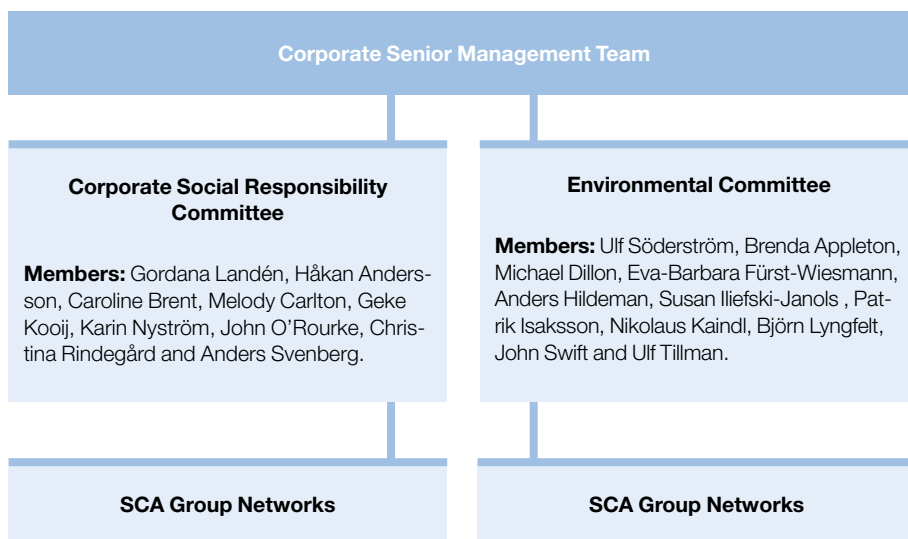 Corporate Senior Management Team
Corporate Social Responsibility
Committee
Members: Gordana Landén, Håkan Anders-
son, Caroline Brent, Melody Carlton, Geke
Kooij, Karin Nyström, John O’Rourke, Chris-
tina Rindegård and Anders Svenberg.
Environmental Committee
Members: Ulf Söderström, Brenda Appleton,
Michael Dillon, Eva-Barbara Fürst-Wiesmann,
Anders Hildeman, Susan Iliefski-Janols , Pat-
rik Isaksson, Nikolaus Kaindl, Björn Lyngfelt,
John Swift and Ulf Tillman.
SCA Group Networks
SCA Group Networks